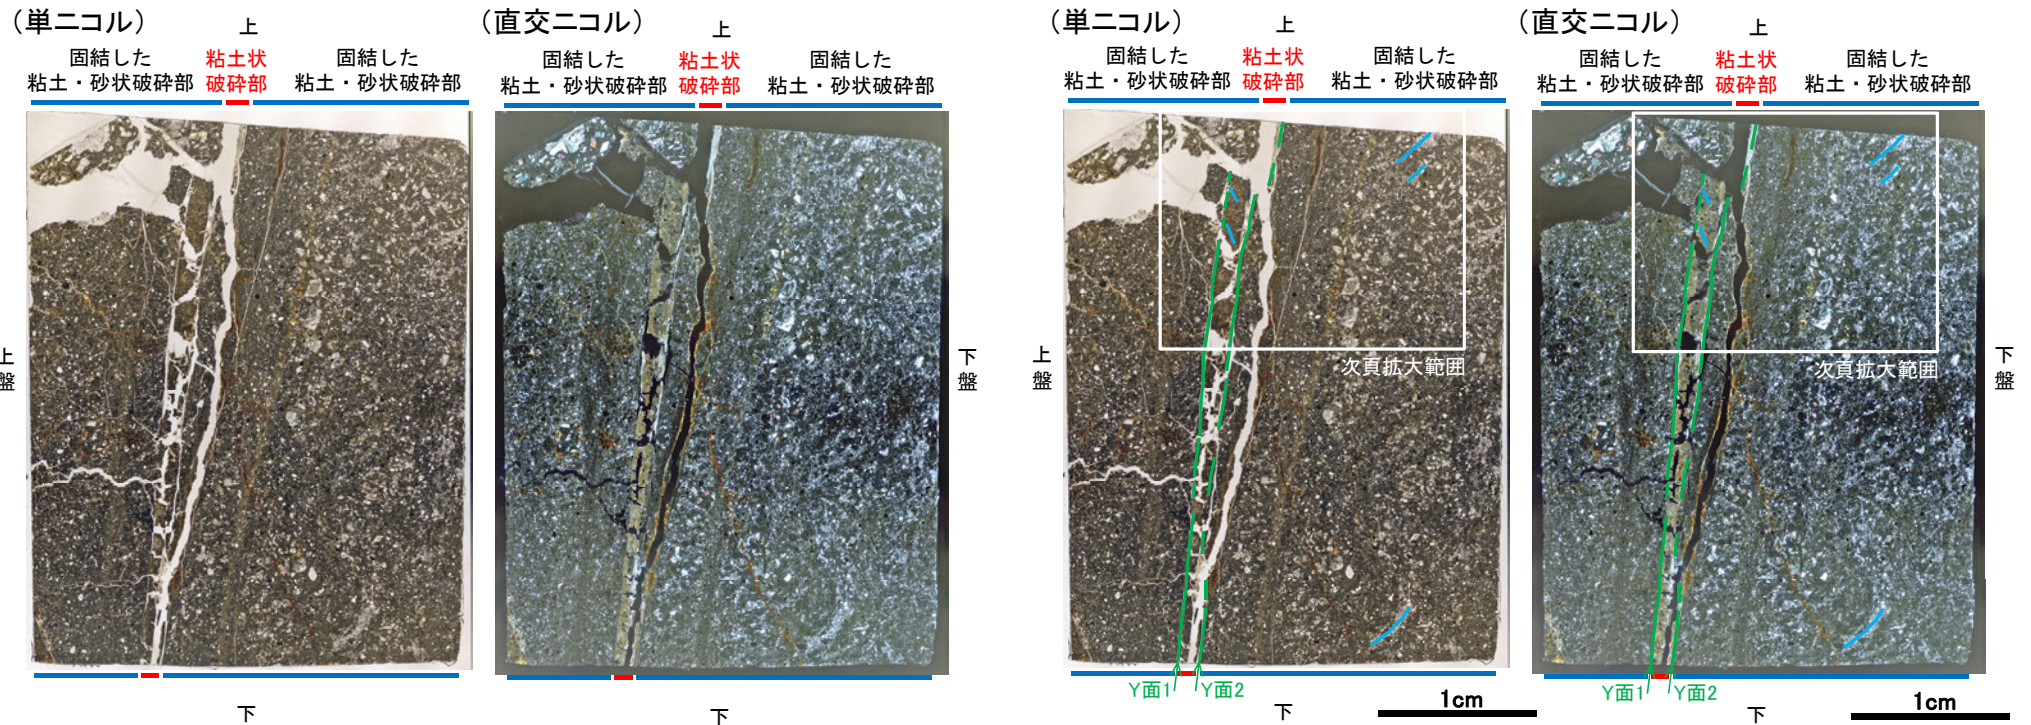 （単ニコル）
上
固結した
粘土・砂状破砕部
粘土状
破砕部
固結した
粘土・砂状破砕部
上
盤
下
（直交ニコル）
上
固結した
粘土・砂状破砕部
粘土状
破砕部
固結した
粘土・砂状破砕部
下
盤
下
（単ニコル）
上
固結した
粘土・砂状破砕部
粘土状
破砕部
固結した
粘土・砂状破砕部
上
盤
次頁拡大範囲
Y面1
Y面2
下
1cm
（直交ニコル）
上
固結した
粘土・砂状破砕部
粘土状
破砕部
固結した
粘土・砂状破砕部
下
盤
次頁拡大範囲
Y面1
Y面2
下
1cm